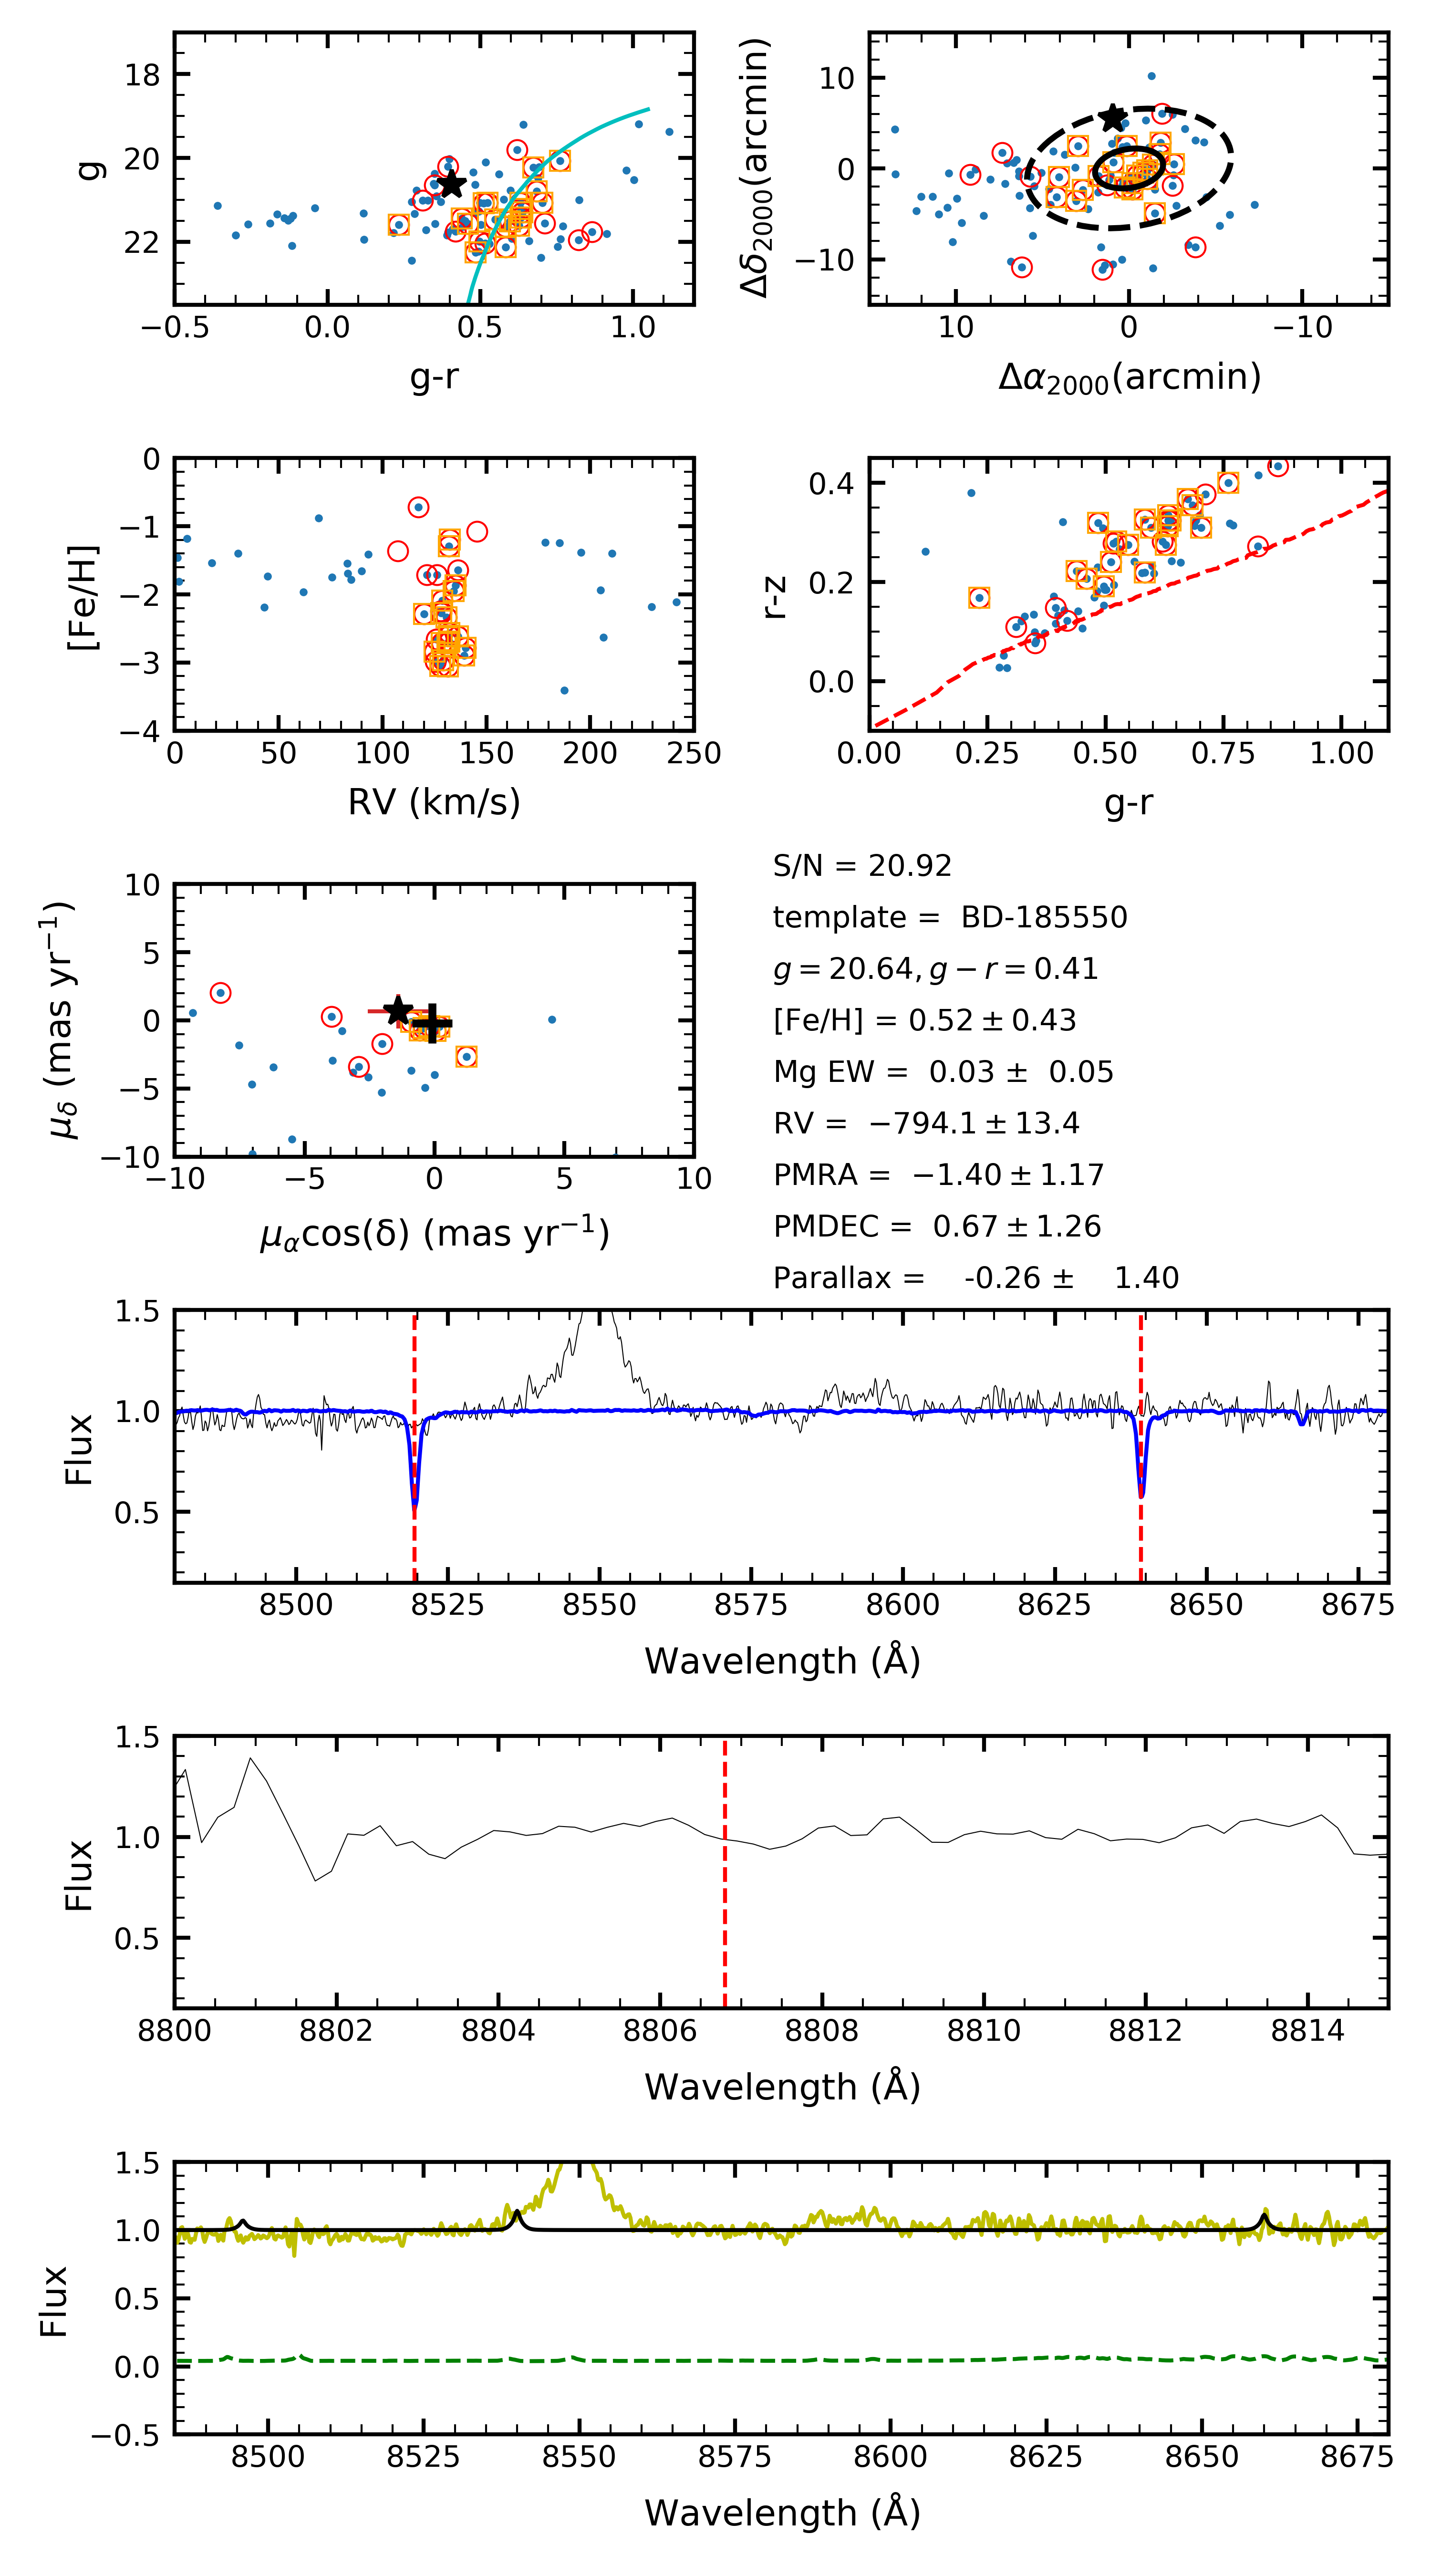 18
20
22
g
−0.5 0.0 0.5 1.0
g-r
10
0
−10
Δδ2000(arcmin)
10 0 −10
Δα2000(arcmin)
0
−1
−2
−3
−4
[Fe/H]
0 50 100 150 200 250
RV (km/s)
0.4
0.2
0.0
r-z
0.00 0.25 0.50 0.75 1.00
g-r
10
5
0
−5
−10
μδ (mas yr−1)
−10 −5 0 5 10
μαcos(δ) (mas yr−1)
S/N = 20.92
template = BD-185550
g = 20.64, g − r = 0.41
[Fe/H] = 0.52 ± 0.43
Mg EW = 0.03 ± 0.05
RV = −794.1 ± 13.4
PMRA = −1.40 ± 1.17
PMDEC = 0.67 ± 1.26
Parallax = -0.26 ± 1.40
1.5
1.0
0.5
Flux
8500 8525 8550 8575 8600 8625 8650 8675
Wavelength (Å)
1.5
1.0
0.5
Flux
8800 8802 8804 8806 8808 8810 8812 8814
Wavelength (Å)
1.5
1.0
0.5
0.0
−0.5
Flux
8500 8525 8550 8575 8600 8625 8650 8675
Wavelength (Å)